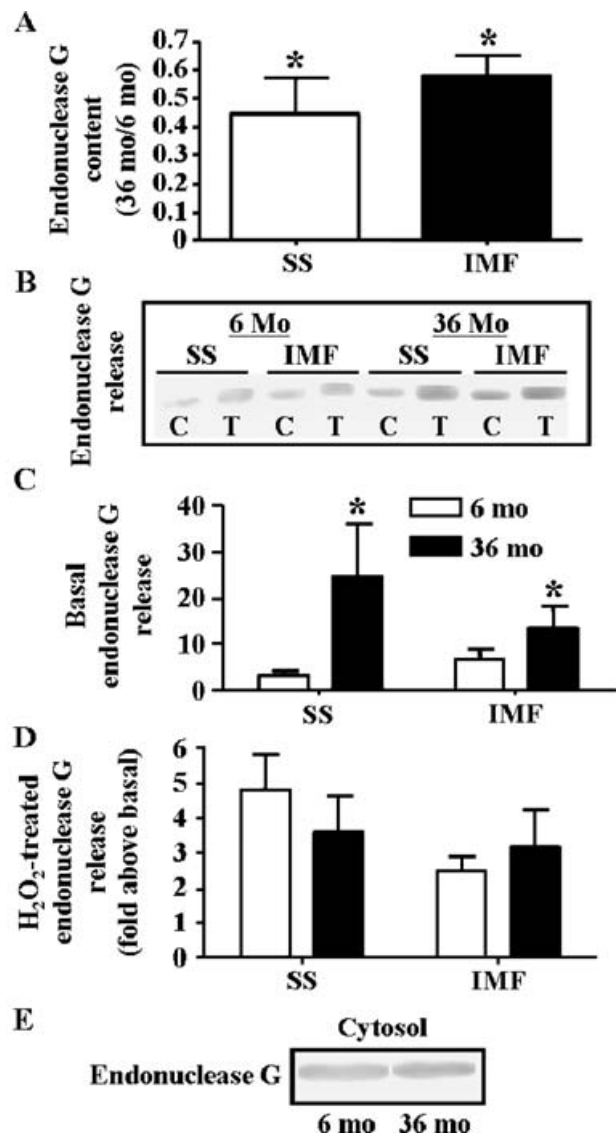 A
Endonuclease G
content
(36 mo/6 mo)
0.7
0.6
0.5
0.4
0.3
0.2
0.1
0
*
*
SS
IMF
B
Endonuclease G
release
6 Mo
36 Mo
SS
IMF
SS
IMF
C
T
C
T
C
T
C
T
C
Basal
endonuclease G
release
40
30
20
10
0
*
*
6 mo
36 mo
SS
IMF
D
H₂O₂-treated
endonuclease G
release
(fold above basal)
6
5
4
3
2
1
0
SS
IMF
E
Cytosol
Endonuclease G
6 mo
36 mo